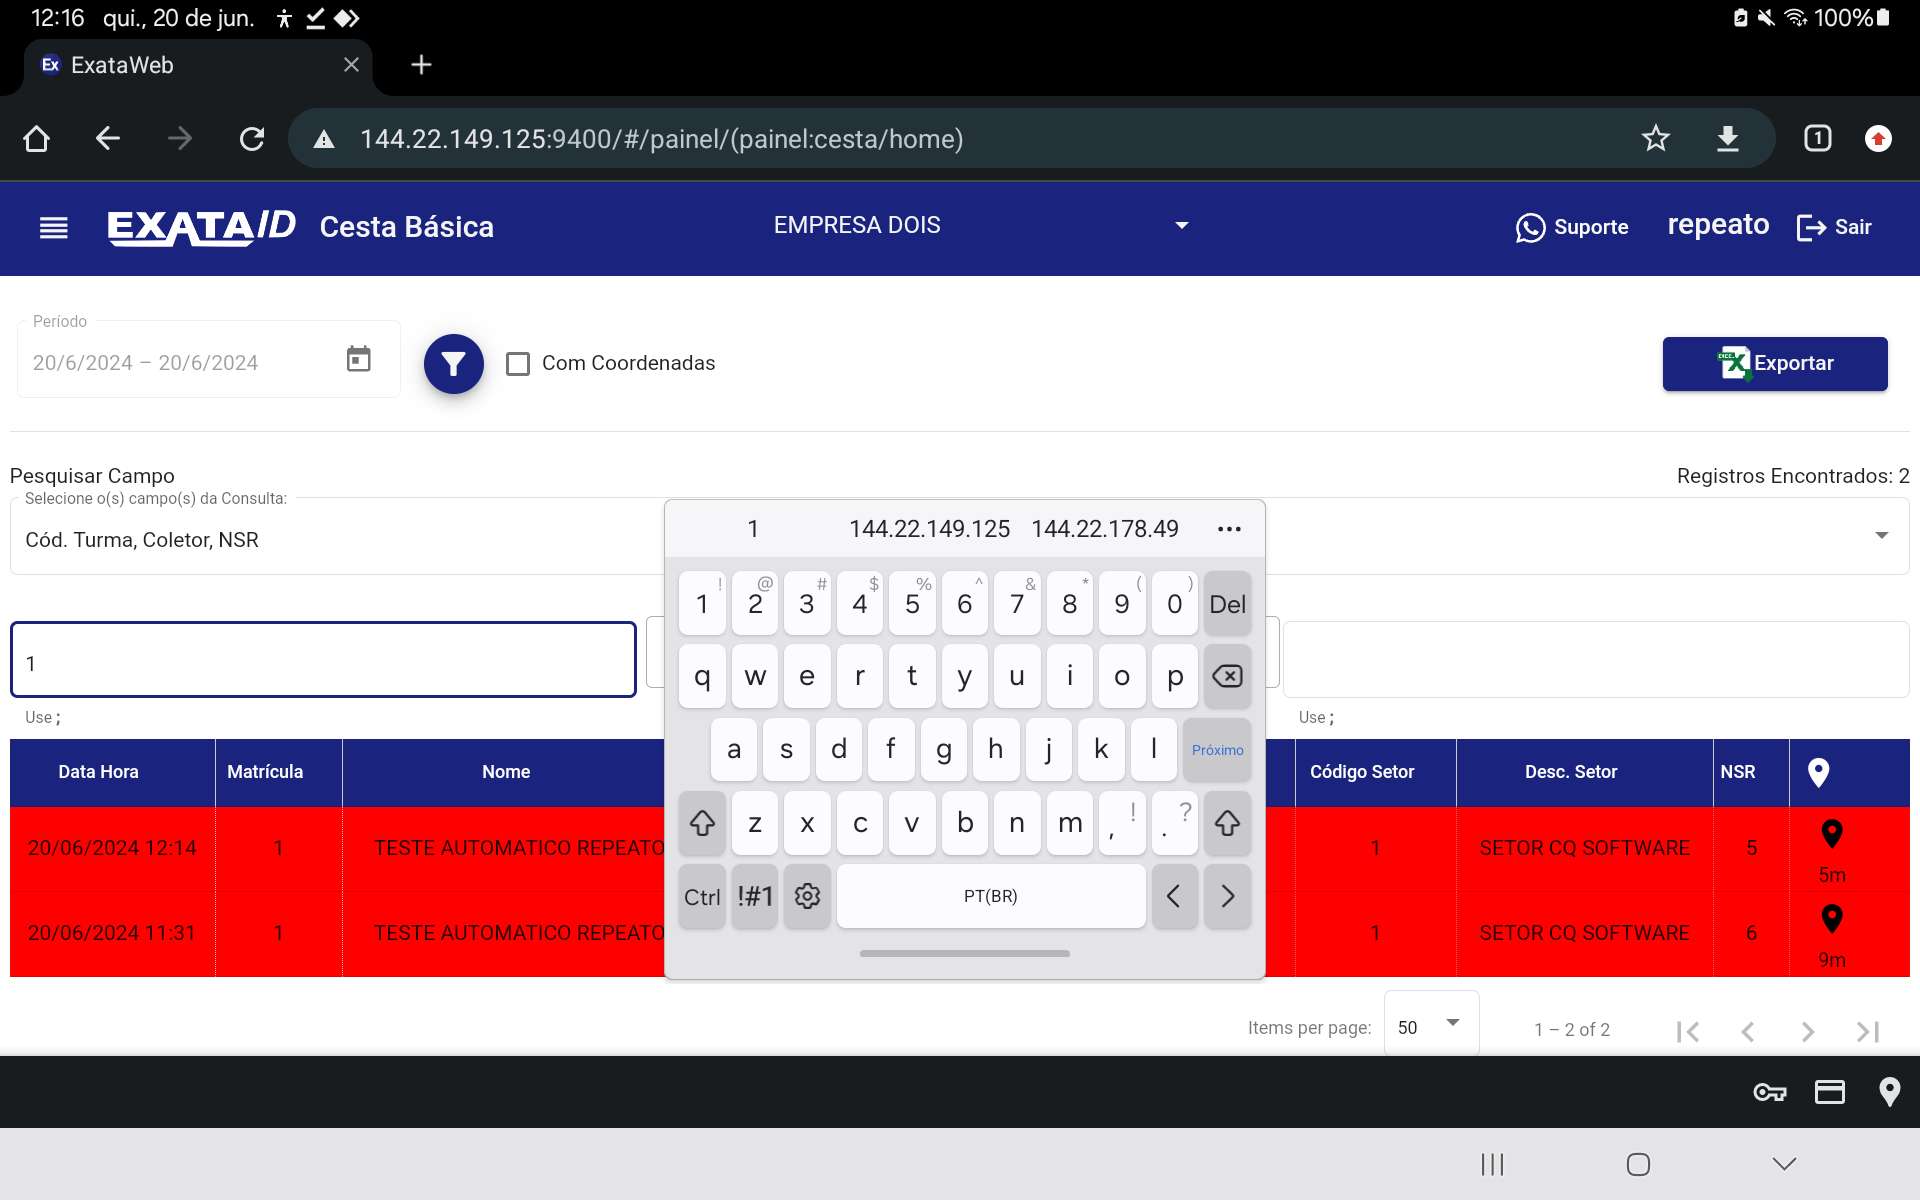 12:16 qui., 20 de jun. 100%
Ex ExataWeb
144.22.149.125:9400/#/painel/(painel:cesta/home) 1
EXATA ID Cesta Básica EMPRESA DOIS Suporte repeato Sair
Período
20/6/2024 – 20/6/2024 Com Coordenadas Exportar
Pesquisar Campo Registros Encontrados: 2
Selecione o(s) campo(s) da Consulta:
Cód. Turma, Coletor, NSR
1 144.22.149.125 144.22.178.49 •••
! @ # $ % ^ & * ( )
1 2 3 4 5 6 7 8 9 0 Del
1
q w e r t y u i o p
Use ; Use ;
a s d f g h j k l Próximo
Data Hora Matrícula Nome Código Setor Desc. Setor NSR
z x c v b n m , ! . ?
20/06/2024 12:14 1 TESTE AUTOMATICO REPEATO 1 SETOR CQ SOFTWARE 5
5m
Ctrl !#1 PT(BR) < >
20/06/2024 11:31 1 TESTE AUTOMATICO REPEATO 1 SETOR CQ SOFTWARE 6
9m
Items per page: 50 1 – 2 of 2